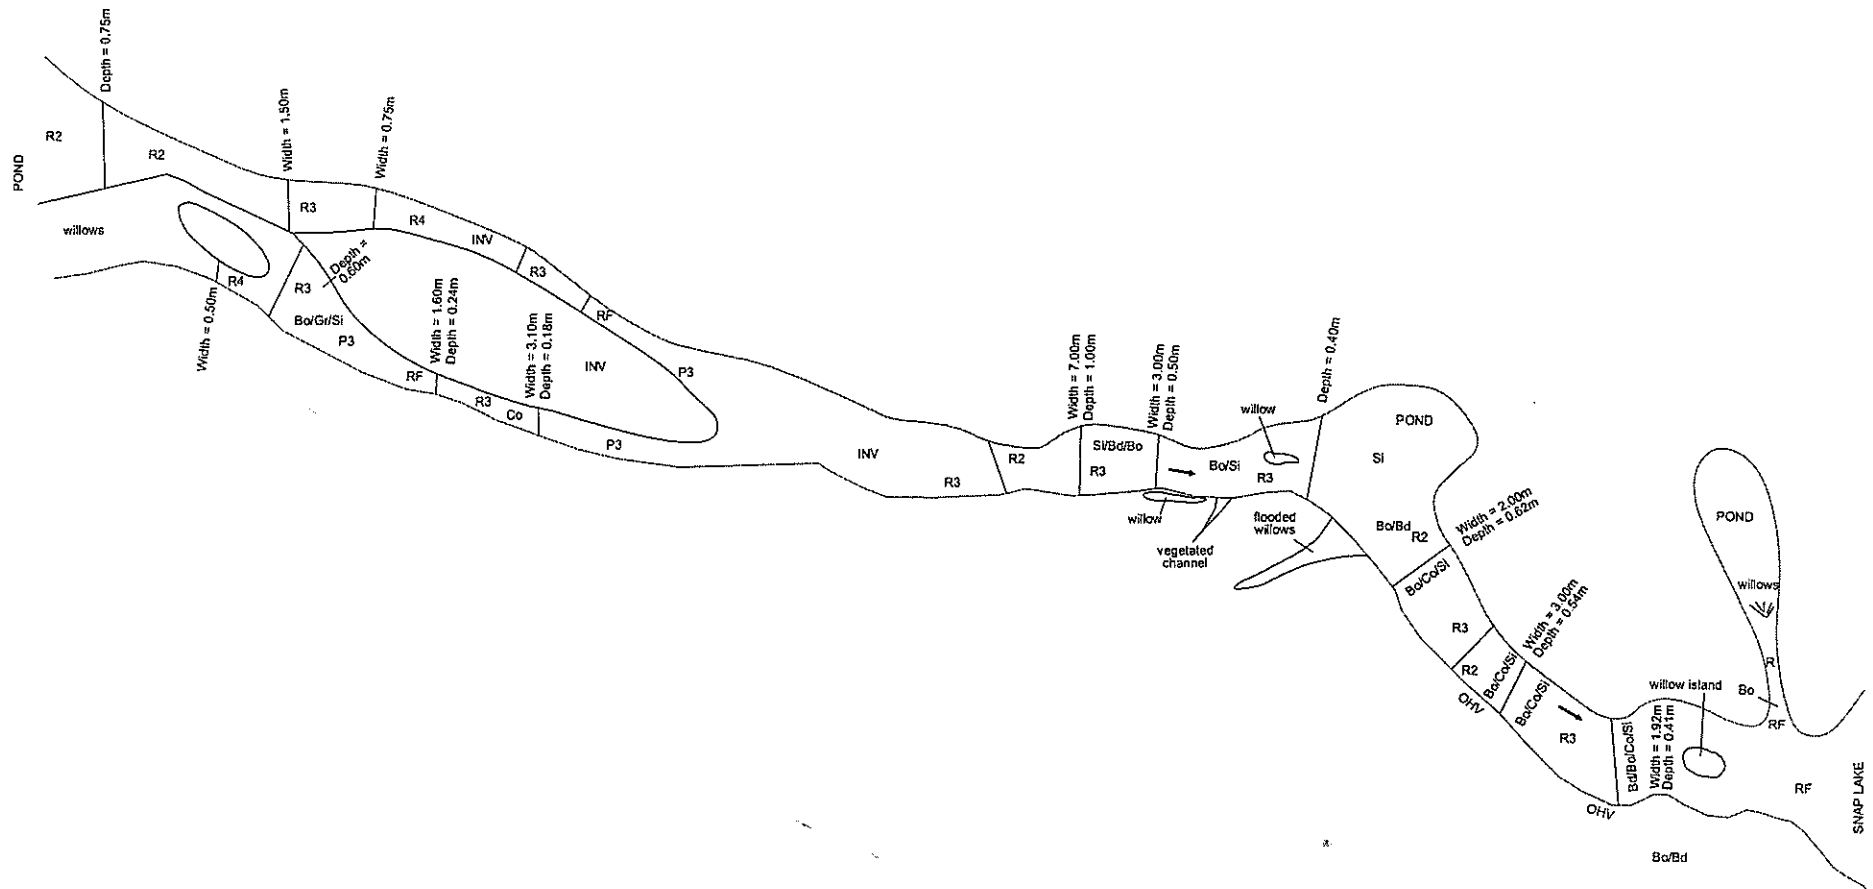 Depth = 0.75m
POND
R2
R2
Width = 1.50m
Width = 0.75m
R3
R4
INV
R3
RF
willows
R4
Width = 0.50m
R3
Depth =
0.60m
Bo/Gr/Si
P3
RF
Width = 1.60m
Depth = 0.24m
R3
Co
Width = 3.10m
Depth = 0.18m
P3
INV
P3
INV
R3
R2
Width = 7.00m
Depth = 1.00m
Si/Bd/Bo
R3
Width = 3.00m
Depth = 0.50m
willow
Bo/Si
R3
willow
vegetated
channel
flooded
willows
Depth = 0.40m
POND
Si
Bo/Bd
R2
Width = 2.00m
Depth = 0.62m
Bo/Co/Si
R3
R2
Bo/Co/Si
OHV
Width = 3.00m
Depth = 0.54m
Bo/Co/Si
R3
OHV
Bd/Bo/Co/Si
Width = 1.92m
Depth = 0.41m
willow island
POND
willows
R
Bo
RF
RF
SNAP LAKE
Bo/Bd